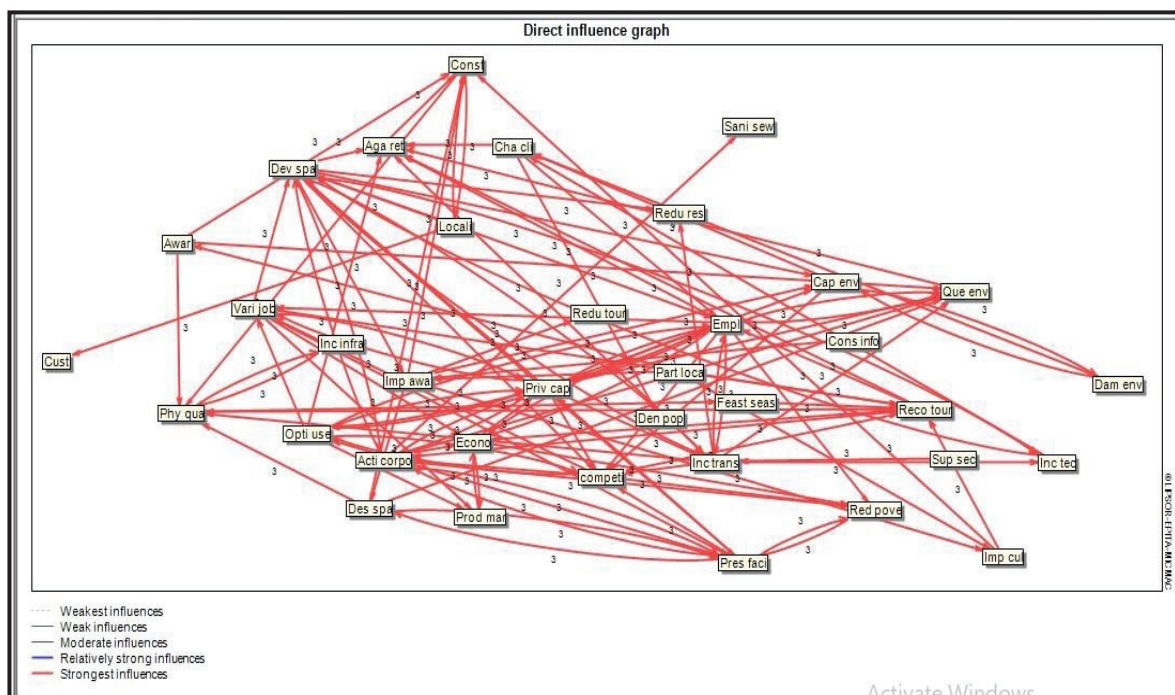 Direct influence graph
Const
Sani sew
Aga ret
Cha cli
Dev spa
Redu res
Locali
Awar
Cap env
Que env
Vari job
Redu tour
Empl
Inc infra
Cons info
Cust
Imp awa
Part loca
Priv cap
Dam env
Phy qua
Feast seas
Reco tour
Den pop
Opti use
Econo
Acti corpo
Inc trans
Sup sec
Inc tec
competi
Des spa
Prod mar
Red pove
Pres faci
Imp cul
© LIPSOR-EPITA-MICMAC
Weakest influences
Weak influences
Moderate influences
Relatively strong influences
Strongest influences